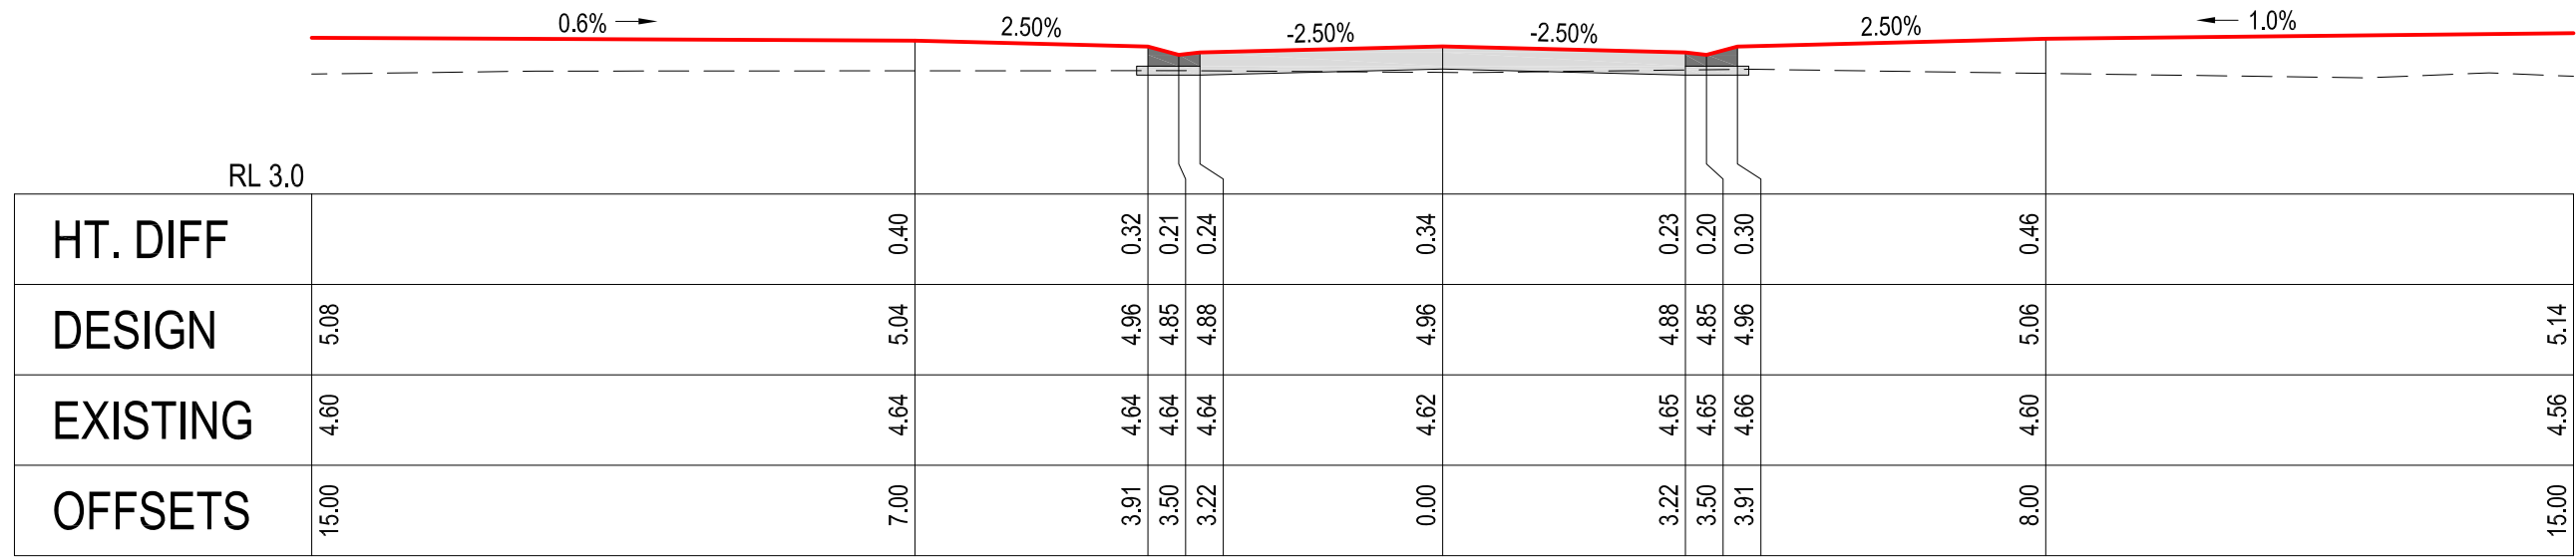 0.6% 2.50% -2.50% -2.50% 2.50% 1.0%
RL 3.0
HT. DIFF 0.40 0.32 0.21 0.24 0.34 0.23 0.20 0.30 0.46
DESIGN 5.08 5.04 4.96 4.85 4.88 4.96 4.88 4.85 4.96 5.06 5.14
EXISTING 4.60 4.64 4.64 4.64 4.64 4.62 4.65 4.65 4.66 4.60 4.56
OFFSETS 15.00 7.00 3.91 3.50 3.22 0.00 3.22 3.50 3.91 8.00 15.00